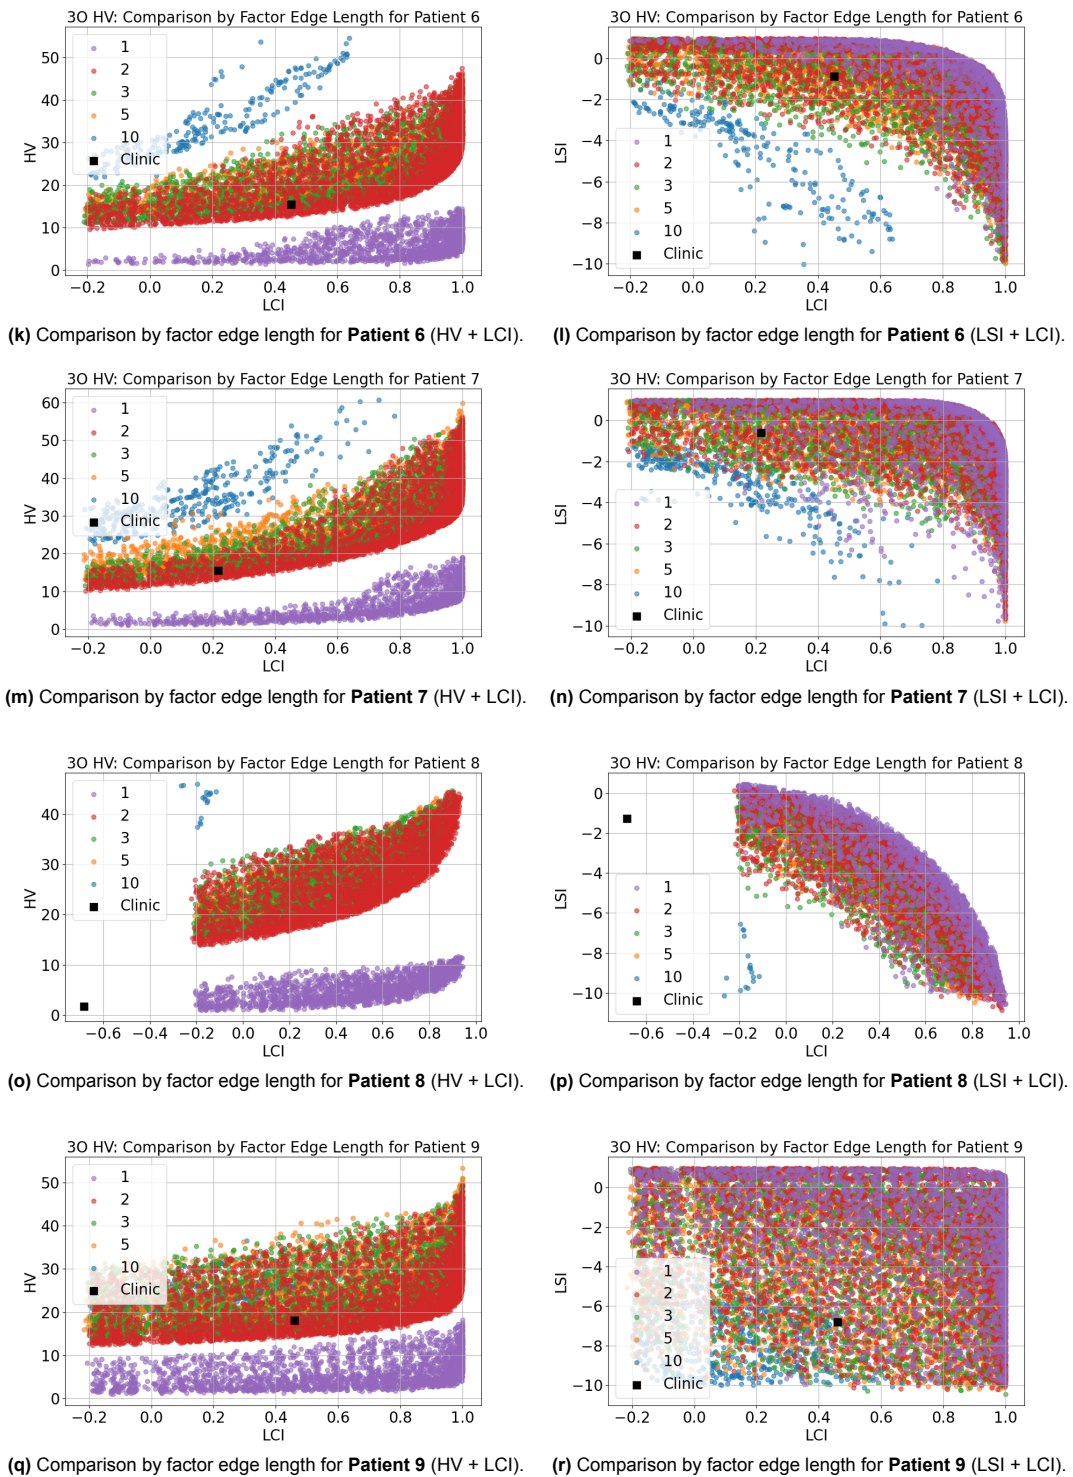 3O HV: Comparison by Factor Edge Length for Patient 6
HV
50
40
30
20
10
0
1
2
3
5
10
Clinic
−0.2 0.0 0.2 0.4 0.6 0.8 1.0
LCI
(k) Comparison by factor edge length for Patient 6 (HV + LCI).
3O HV: Comparison by Factor Edge Length for Patient 6
LSI
0
−2
−4
−6
−8
−10
1
2
3
5
10
Clinic
−0.2 0.0 0.2 0.4 0.6 0.8 1.0
LCI
(l) Comparison by factor edge length for Patient 6 (LSI + LCI).
3O HV: Comparison by Factor Edge Length for Patient 7
HV
60
50
40
30
20
10
0
1
2
3
5
10
Clinic
−0.2 0.0 0.2 0.4 0.6 0.8 1.0
LCI
(m) Comparison by factor edge length for Patient 7 (HV + LCI).
3O HV: Comparison by Factor Edge Length for Patient 7
LSI
0
−2
−4
−6
−8
−10
1
2
3
5
10
Clinic
−0.2 0.0 0.2 0.4 0.6 0.8 1.0
LCI
(n) Comparison by factor edge length for Patient 7 (LSI + LCI).
3O HV: Comparison by Factor Edge Length for Patient 8
HV
40
30
20
10
0
1
2
3
5
10
Clinic
−0.6 −0.4 −0.2 0.0 0.2 0.4 0.6 0.8 1.0
LCI
(o) Comparison by factor edge length for Patient 8 (HV + LCI).
3O HV: Comparison by Factor Edge Length for Patient 8
LSI
0
−2
−4
−6
−8
−10
1
2
3
5
10
Clinic
−0.6 −0.4 −0.2 0.0 0.2 0.4 0.6 0.8 1.0
LCI
(p) Comparison by factor edge length for Patient 8 (LSI + LCI).
3O HV: Comparison by Factor Edge Length for Patient 9
HV
50
40
30
20
10
0
1
2
3
5
10
Clinic
−0.2 0.0 0.2 0.4 0.6 0.8 1.0
LCI
(q) Comparison by factor edge length for Patient 9 (HV + LCI).
3O HV: Comparison by Factor Edge Length for Patient 9
LSI
0
−2
−4
−6
−8
−10
1
2
3
5
10
Clinic
−0.2 0.0 0.2 0.4 0.6 0.8 1.0
LCI
(r) Comparison by factor edge length for Patient 9 (LSI + LCI).